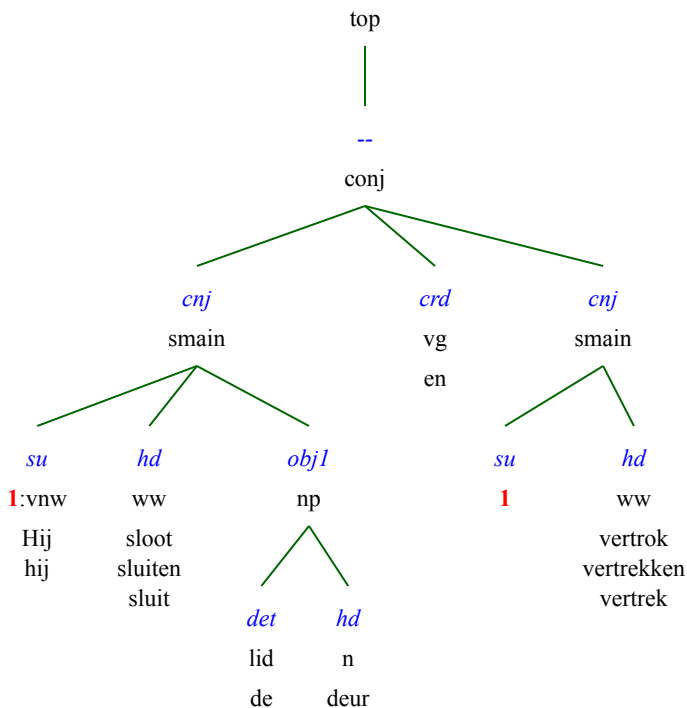 top
--
conj
cnj crd cnj
smain vg smain
en
su hd obj1 su hd
1:vnw ww np 1 ww
Hij sloot vertrok
hij sluiten vertrekken
sluit vertrek
det hd
lid n
de deur